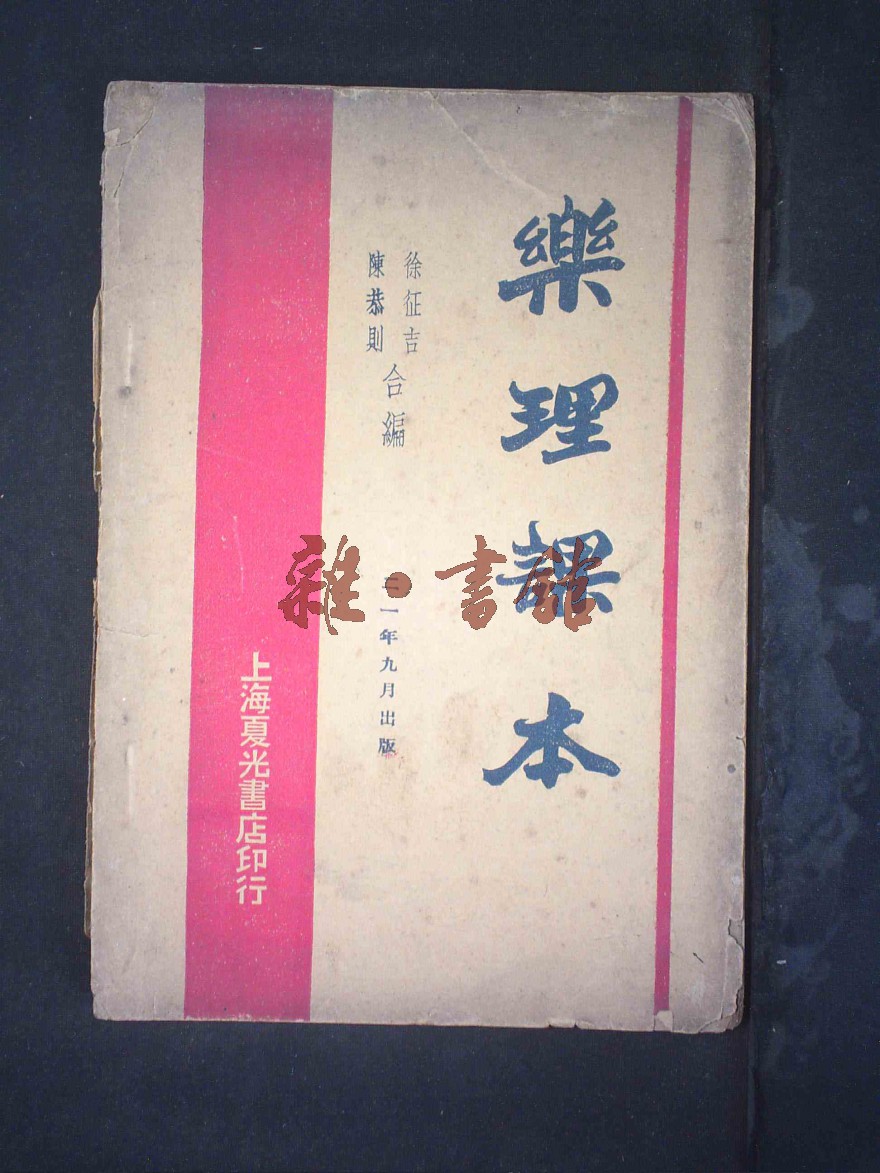 樂理課本
徐征吉
陳恭則
合編
二一年九月出版
上海夏光書店印行
雜·書館